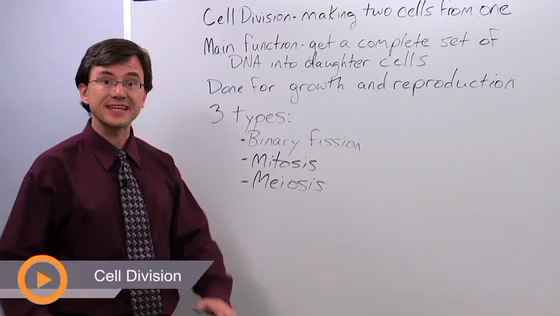 Cell Division- making two cells from one
Main function- get a complete set of
DNA into daughter cells
Done for growth and reproduction
3 types:
-Binary fission
-Mitosis
-Meiosis
Cell Division